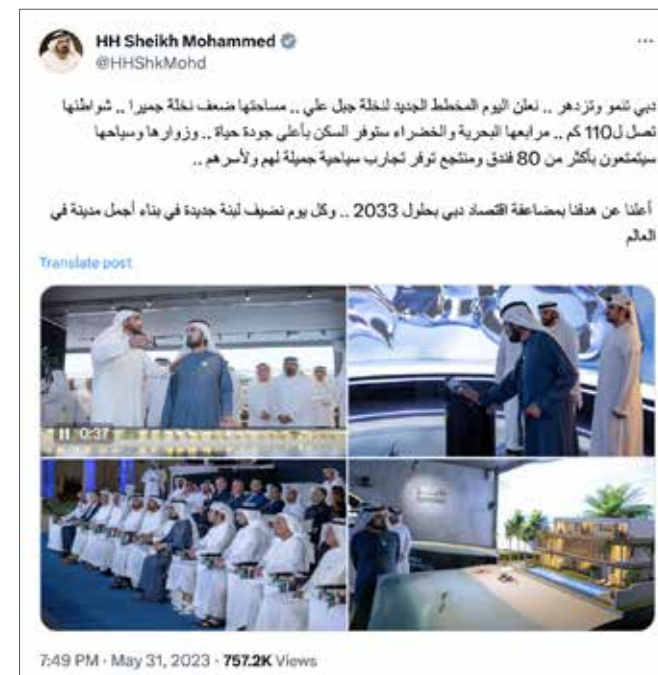 HH Sheikh Mohammed
@HHShkMohd
دبي تنمو وتزدهر .. نعلن اليوم المخطط الجديد لنخلة جبل علي .. مساحتها ضعف نخلة جميرا .. شواطئها
تصل ل110 كم .. مرابعها البحرية والخضراء ستوفر السكن بأعلى جودة حياة .. وزوارها وسياحها
سيتمتعون بأكثر من 80 فندق ومنتجع توفر تجارب سياحية جميلة لهم ولأسرهم ..
أعلنا عن هدفنا بمضاعفة اقتصاد دبي بحلول 2033 .. وكل يوم نضيف لبنة جديدة في بناء أجمل مدينة في
العالم
Translate post
0:37
7:49 PM · May 31, 2023 · 757.2K Views